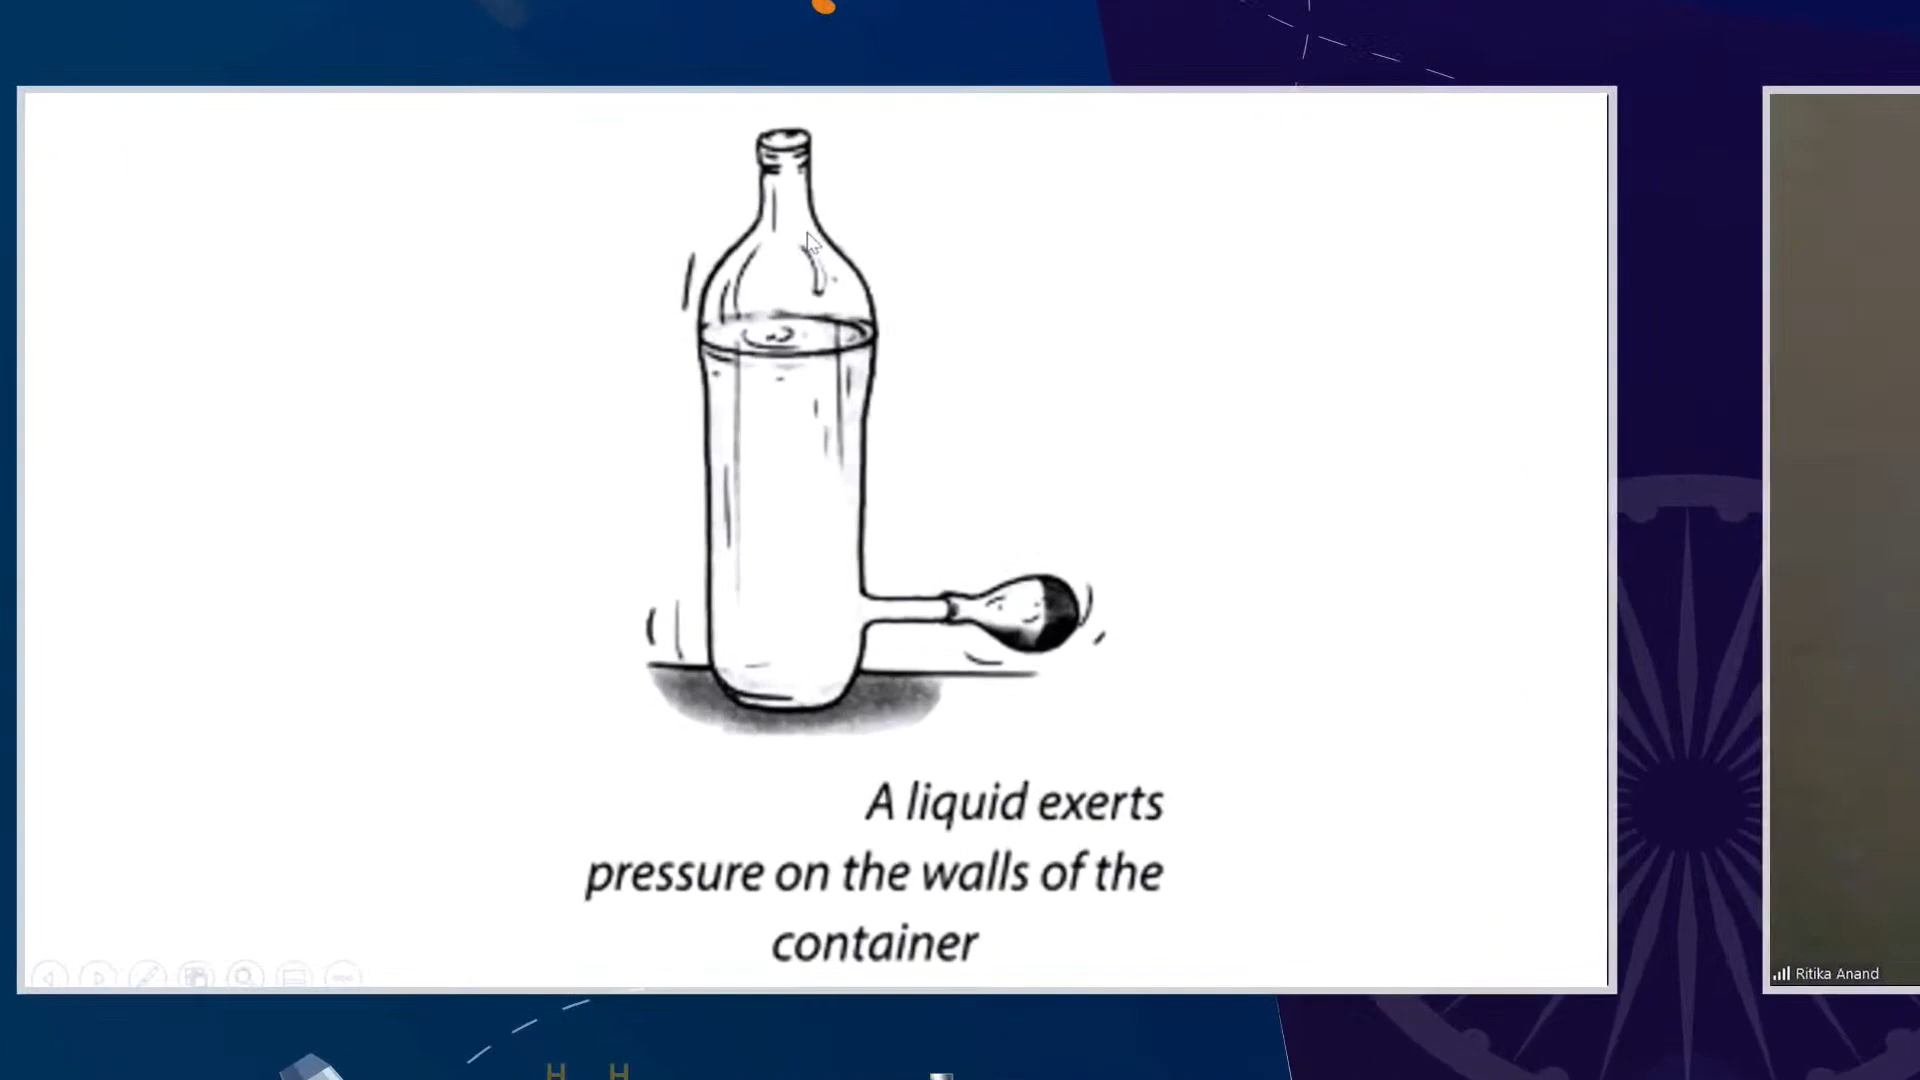 A liquid exerts
pressure on the walls of the
container
Ritika Anand
H H